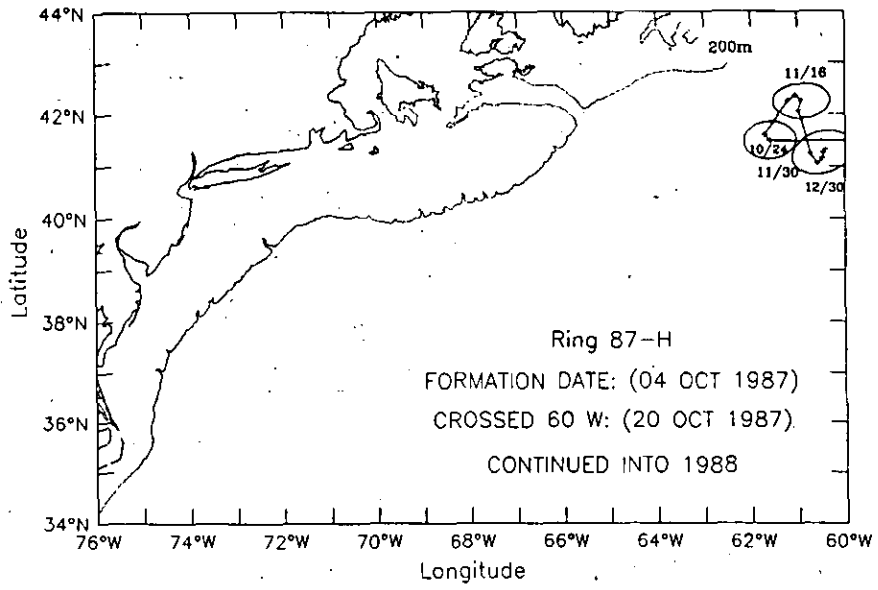 44°N
42°N
40°N
38°N
36°N
34°N
Latitude
76°W 74°W 72°W 70°W 68°W 66°W 64°W 62°W 60°W
Longitude
200m
11/16
10/24
11/30
12/30
Ring 87-H
FORMATION DATE: (04 OCT 1987)
CROSSED 60 W: (20 OCT 1987)
CONTINUED INTO 1988